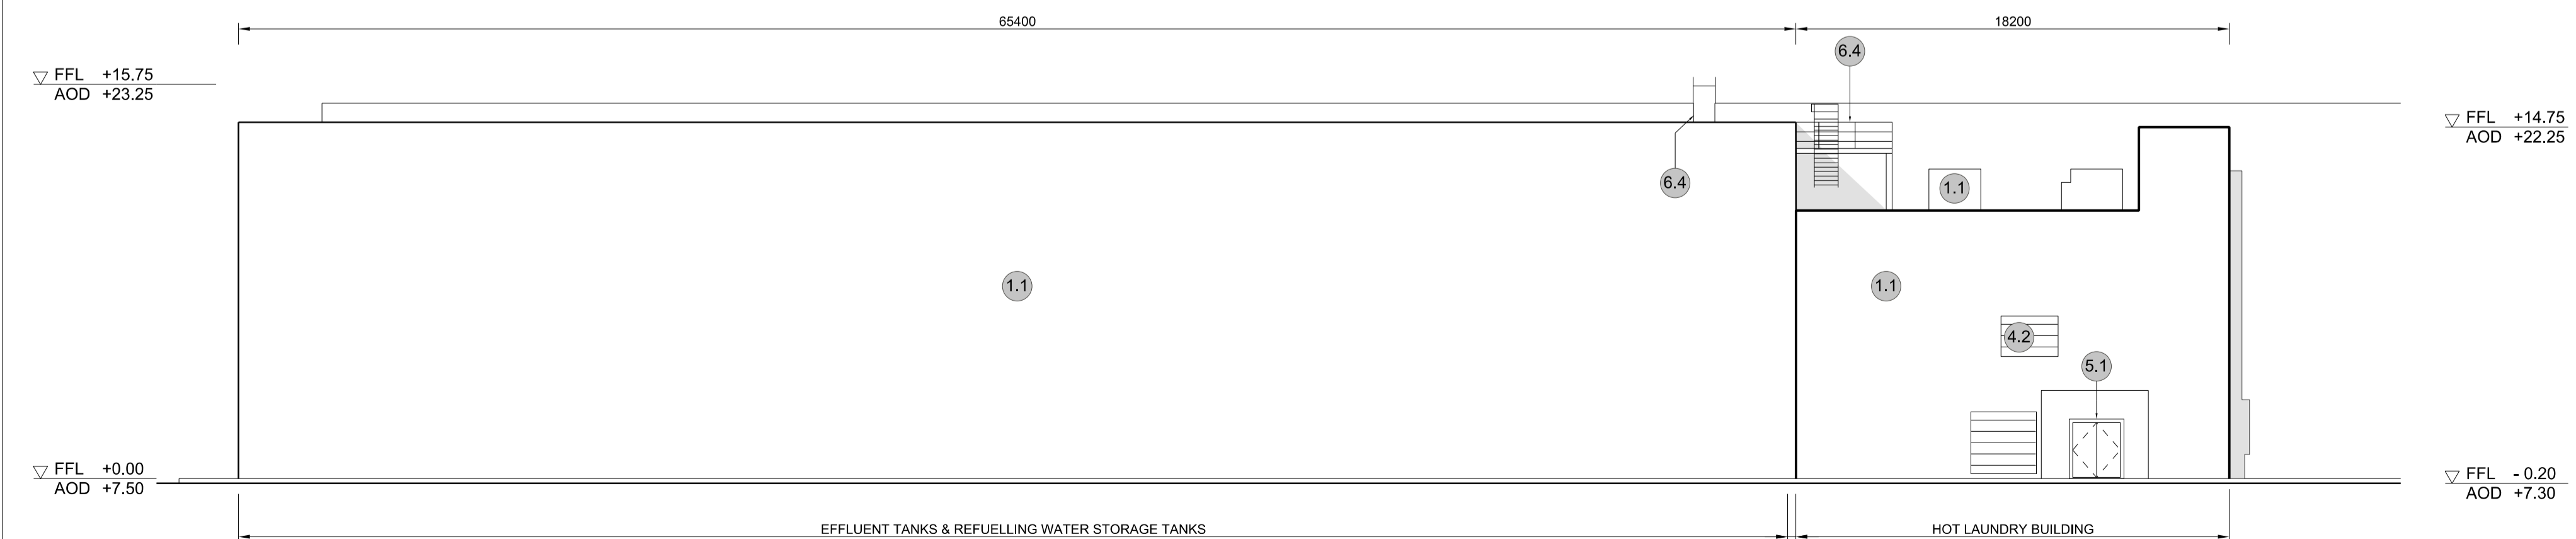 65400
18200
6.4
FFL +15.75
AOD +23.25
FFL +14.75
AOD +22.25
6.4
1.1
1.1
1.1
4.2
5.1
FFL +0.00
AOD +7.50
FFL - 0.20
AOD +7.30
EFFLUENT TANKS & REFUELLING WATER STORAGE TANKS
HOT LAUNDRY BUILDING